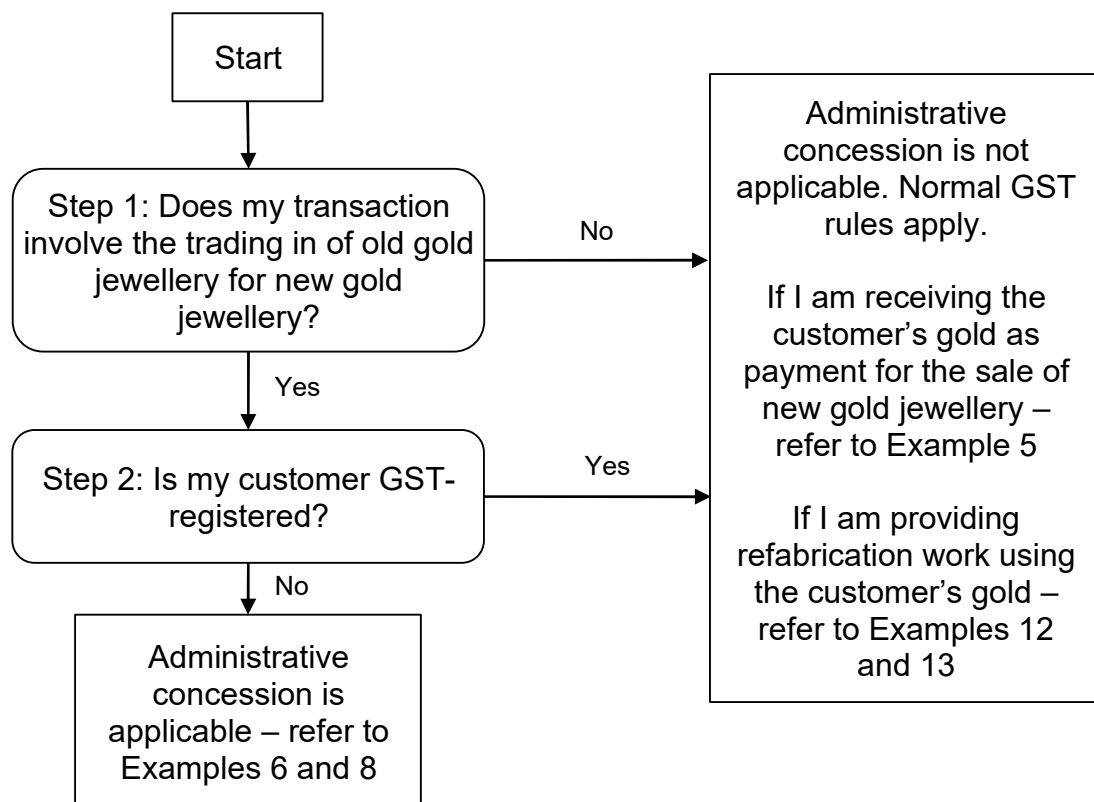 Start
Step 1: Does my transaction
involve the trading in of old gold
jewellery for new gold
jewellery?
No
Yes
Step 2: Is my customer GST-
registered?
Yes
No
Administrative
concession is
applicable – refer to
Examples 6 and 8
Administrative
concession is not
applicable. Normal GST
rules apply.
If I am receiving the
customer’s gold as
payment for the sale of
new gold jewellery –
refer to Example 5
If I am providing
refabrication work using
the customer’s gold –
refer to Examples 12
and 13